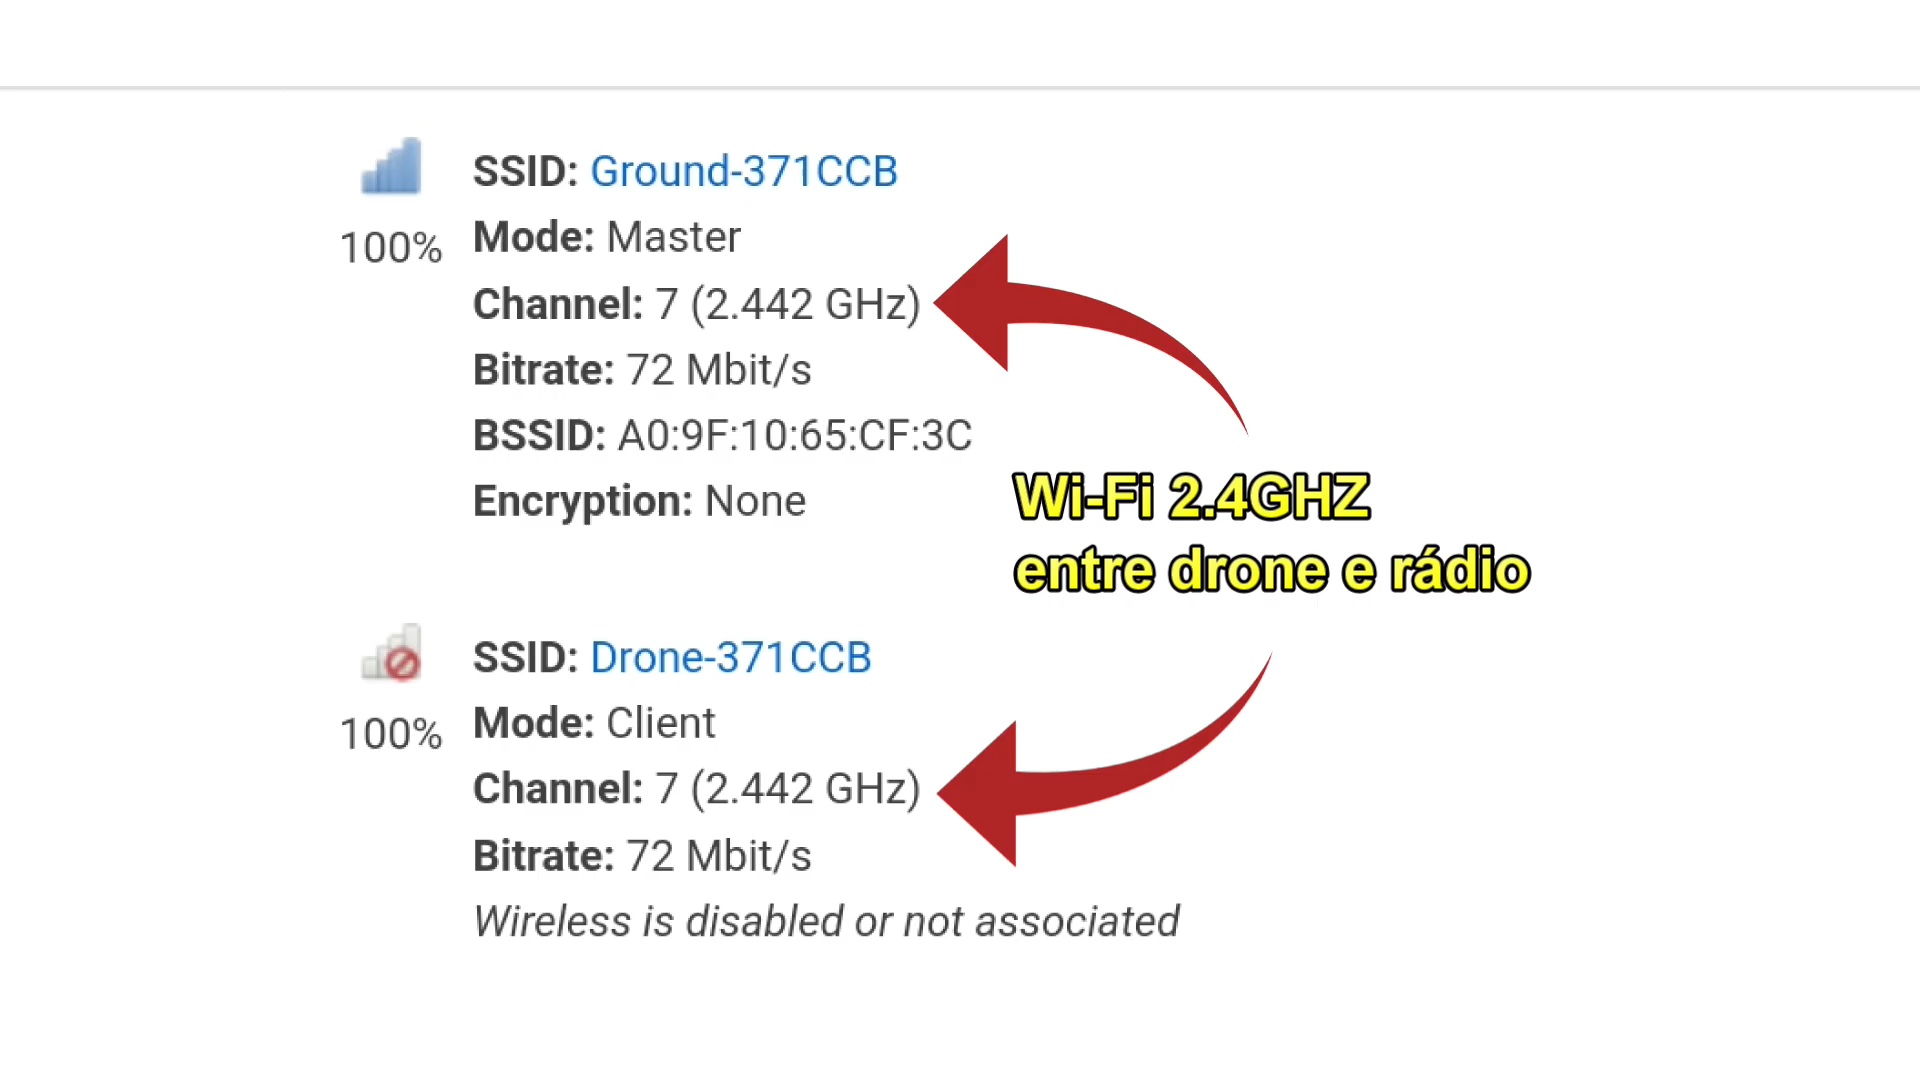 SSID: Ground-371CCB
100%
Mode: Master
Channel: 7 (2.442 GHz)
Bitrate: 72 Mbit/s
BSSID: A0:9F:10:65:CF:3C
Encryption: None
Wi-Fi 2.4GHZ
entre drone e rádio
SSID: Drone-371CCB
100%
Mode: Client
Channel: 7 (2.442 GHz)
Bitrate: 72 Mbit/s
Wireless is disabled or not associated